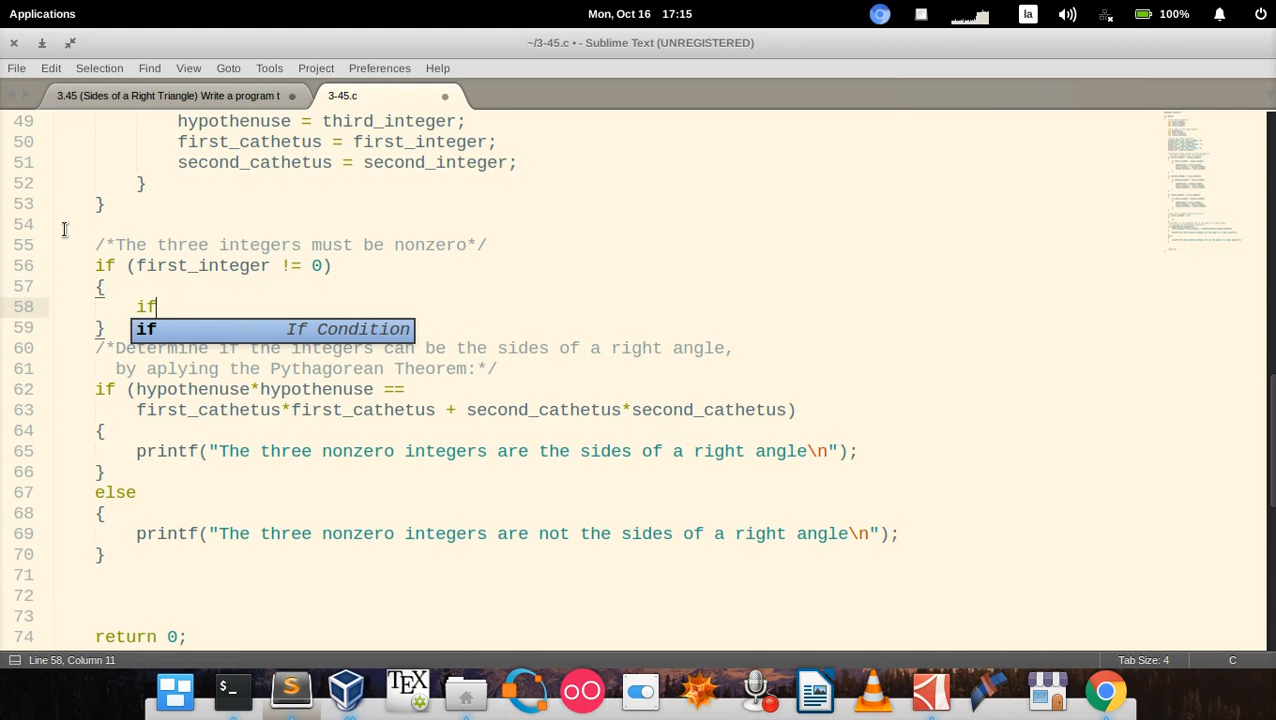 Applications
Mon, Oct 16 17:15
la
100%
~/3-45.c • - Sublime Text (UNREGISTERED)
File Edit Selection Find View Goto Tools Project Preferences Help
3.45 (Sides of a Right Triangle) Write a program t
3-45.c
49 hypothenuse = third_integer;
50 first_cathetus = first_integer;
51 second_cathetus = second_integer;
52 }
53 }
54
55 /*The three integers must be nonzero*/
56 if (first_integer != 0)
57 {
58 if
if If Condition
59 }
60 /*Determine if the integers can be the sides of a right angle,
61 by aplying the Pythagorean Theorem:*/
62 if (hypothenuse*hypothenuse ==
63 first_cathetus*first_cathetus + second_cathetus*second_cathetus)
64 {
65 printf("The three nonzero integers are the sides of a right angle\n");
66 }
67 else
68 {
69 printf("The three nonzero integers are not the sides of a right angle\n");
70 }
71
72
73
74 return 0;
Line 58, Column 11
Tab Size: 4
C
TEX